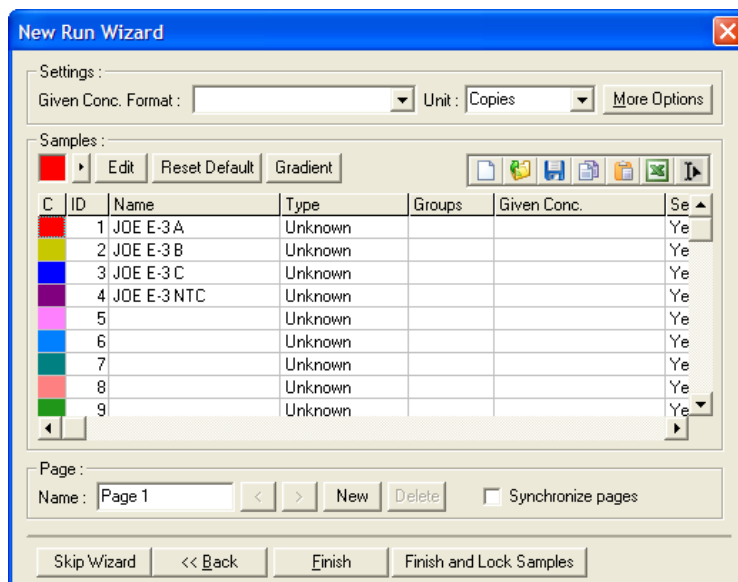 New Run Wizard
Settings :
Given Conc. Format : Unit : Copies More Options
Samples :
Edit Reset Default Gradient
C ID Name Type Groups Given Conc. Se
1 JOE E-3 A Unknown Ye
2 JOE E-3 B Unknown Ye
3 JOE E-3 C Unknown Ye
4 JOE E-3 NTC Unknown Ye
5 Unknown Ye
6 Unknown Ye
7 Unknown Ye
8 Unknown Ye
9 Unknown Ye
Page :
Name : Page 1 < > New Delete Synchronize pages
Skip Wizard << Back Finish Finish and Lock Samples